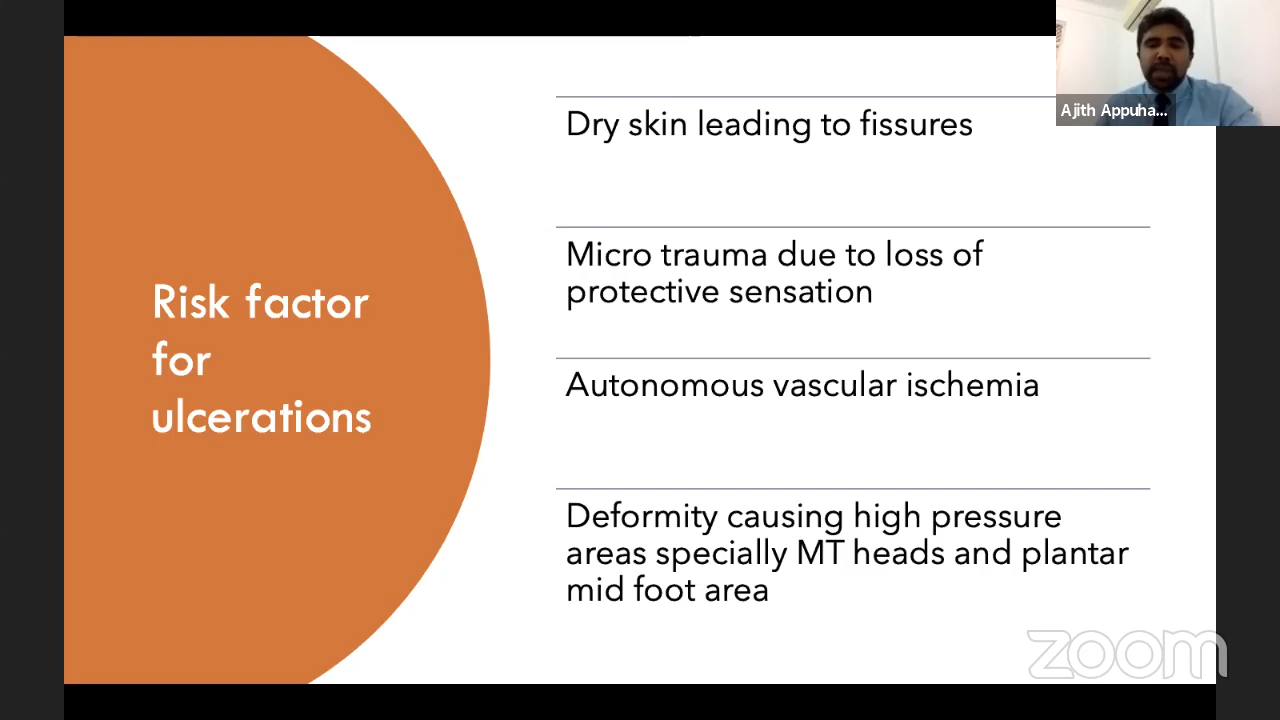 Risk factor
for
ulcerations
Dry skin leading to fissures
Micro trauma due to loss of
protective sensation
Autonomous vascular ischemia
Deformity causing high pressure
areas specially MT heads and plantar
mid foot area
Ajith Appuha...
zoom